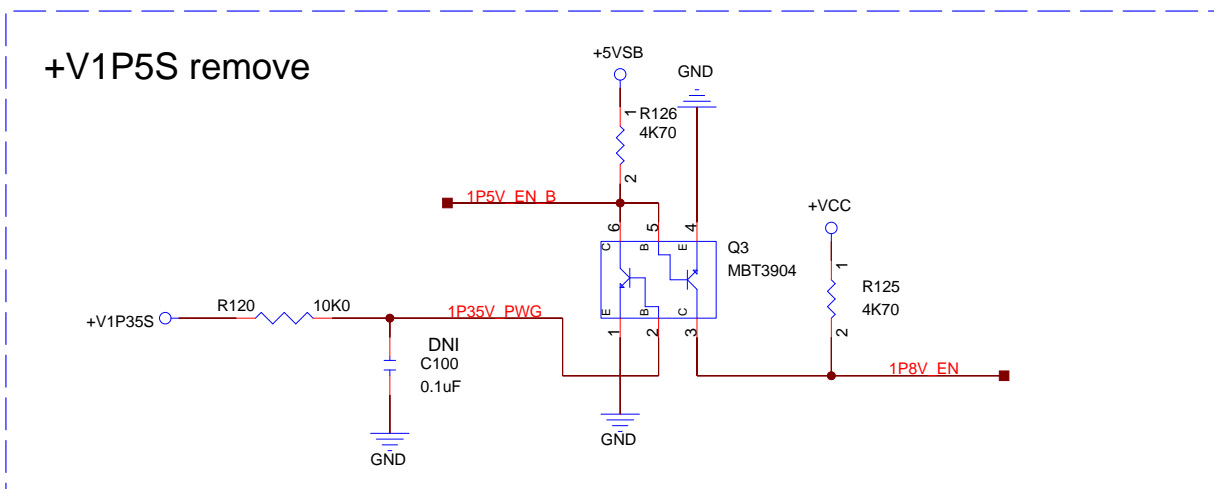 +V1P5S remove
+5VSB
GND
1
R126
4K70
2
1P5V_EN_B
+VCC
6
5
4
C
B
E
Q3
MBT3904
1
R125
4K70
2
+V1P35S
R120
10K0
1P35V_PWG
E
B
C
1
2
3
DNI
C100
0.1uF
1P8V_EN
GND
GND